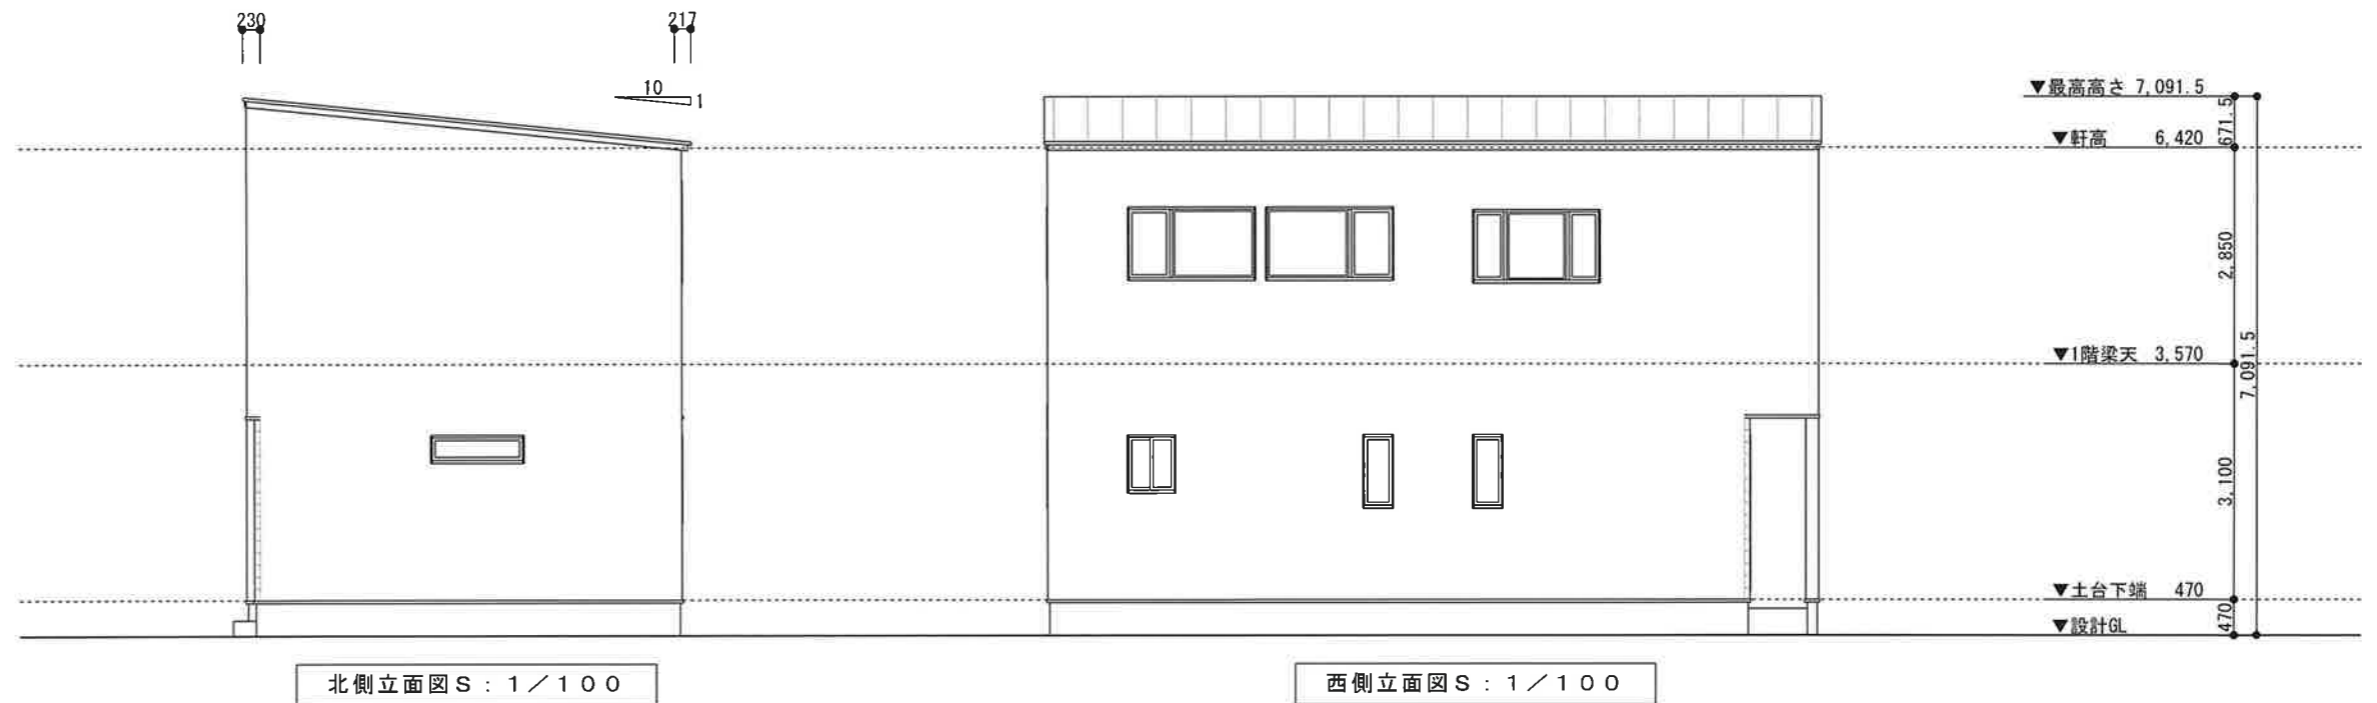 230
217
10
1
▼最高高さ 7,091.5
671.5
▼軒高 6,420
2,850
▼1階梁天 3,570
7,091.5
3,100
▼土台下端 470
470
▼設計GL
北側立面図S:1/100
西側立面図S:1/100